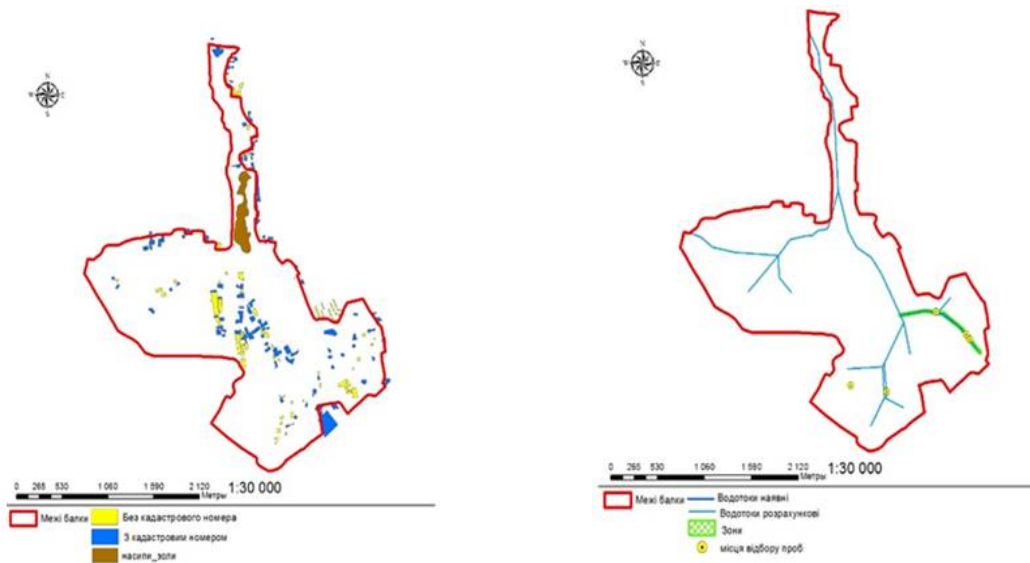 N
W E
S
0 265 530 1 060 1 590 2 120
Метры
1:30 000
Межі балки
Без кадастрового номера
З кадастровим номером
насипи_золи
N
W E
S
0 265 530 1 060 1 590 2 120
Метры
1:30 000
Межі балки
Водотоки наявні
Водотоки розрахункові
Зони
місця відбору проб